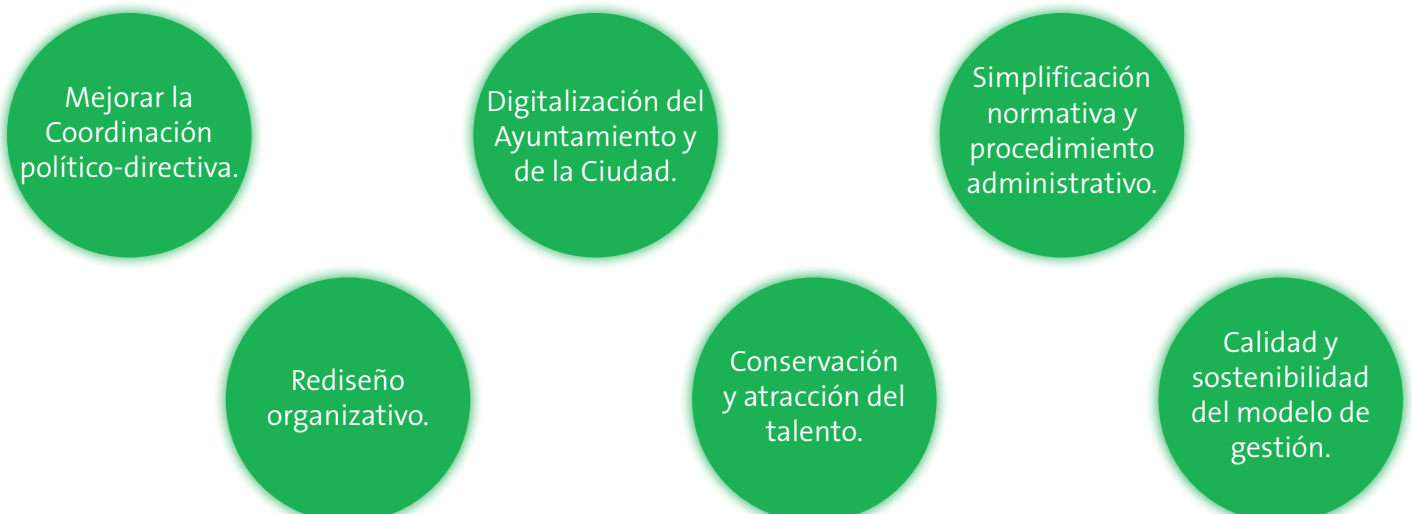 Mejorar la
Coordinación
político-directiva.
Digitalización del
Ayuntamiento y
de la Ciudad.
Simplificación
normativa y
procedimiento
administrativo.
Rediseño
organizativo.
Conservación
y atracción del
talento.
Calidad y
sostenibilidad
del modelo de
gestión.